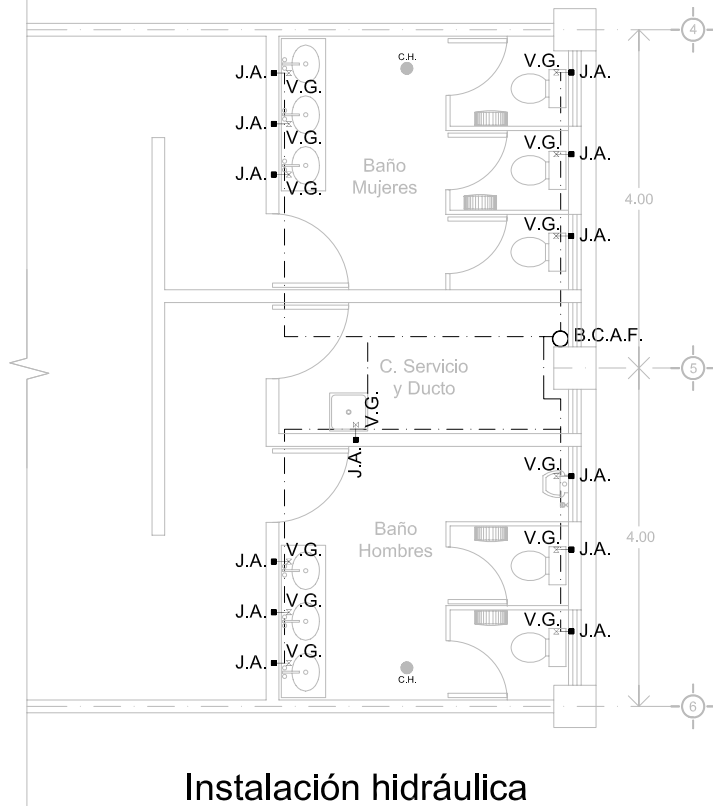 4
C.H.
V.G.
J.A.
J.A.
V.G.
J.A.
V.G.
V.G.
J.A.
J.A.
V.G.
Baño
Mujeres
4.00
V.G.
J.A.
B.C.A.F.
C. Servicio
y Ducto
5
V.G.
J.A.
V.G.
J.A.
Baño
Hombres
4.00
V.G.
J.A.
J.A.
V.G.
J.A.
V.G.
V.G.
J.A.
J.A.
V.G.
C.H.
6
Instalación hidráulica